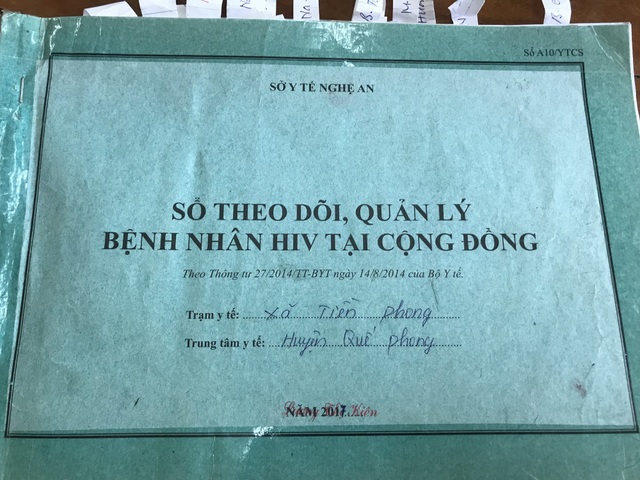 Sổ A10/YTCS
SỞ Y TẾ NGHỆ AN
SỔ THEO DÕI, QUẢN LÝ
BỆNH NHÂN HIV TẠI CỘNG ĐỒNG
Theo Thông tư 27/2014/TT-BYT ngày 14/8/2014 của Bộ Y tế.
Trạm y tế: xã Tiền phong
Trung tâm y tế: Huyện Quế phong
NĂM 2017